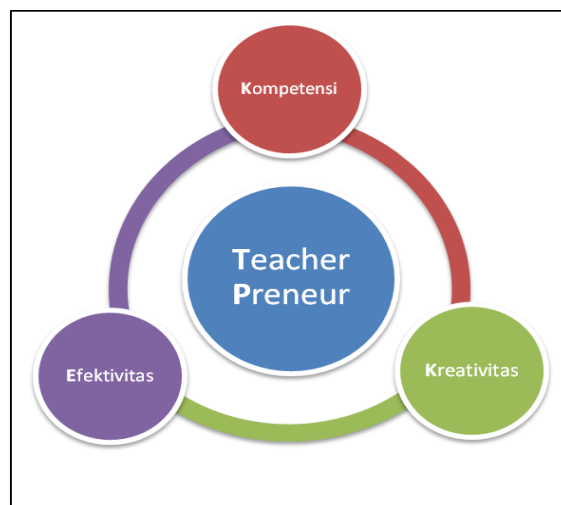 Kompetensi
Teacher
Preneur
Efektivitas
Kreativitas